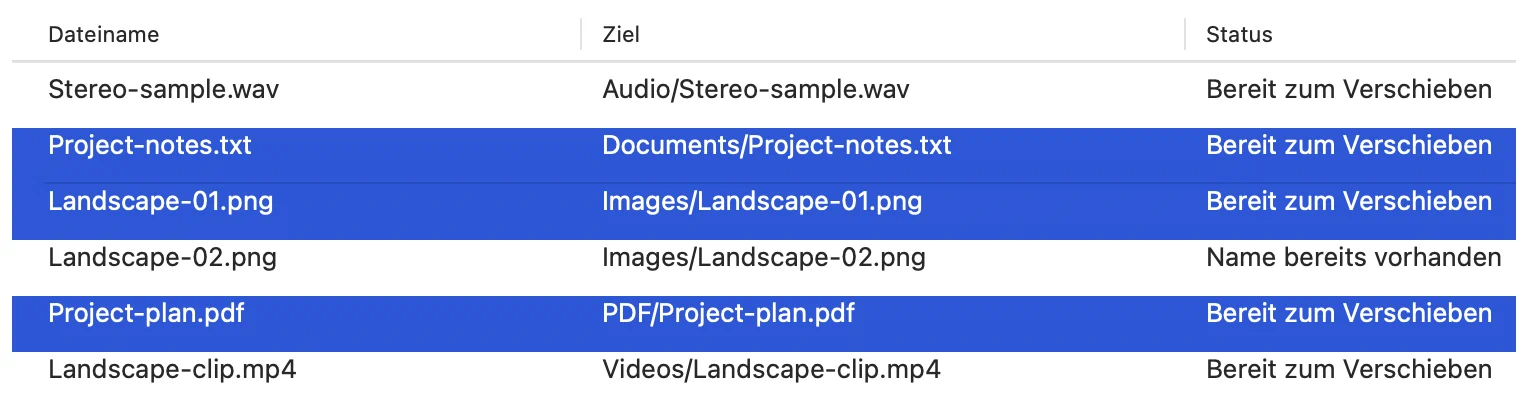 Dateiname Ziel Status
Stereo-sample.wav Audio/Stereo-sample.wav Bereit zum Verschieben
Project-notes.txt Documents/Project-notes.txt Bereit zum Verschieben
Landscape-01.png Images/Landscape-01.png Bereit zum Verschieben
Landscape-02.png Images/Landscape-02.png Name bereits vorhanden
Project-plan.pdf PDF/Project-plan.pdf Bereit zum Verschieben
Landscape-clip.mp4 Videos/Landscape-clip.mp4 Bereit zum Verschieben